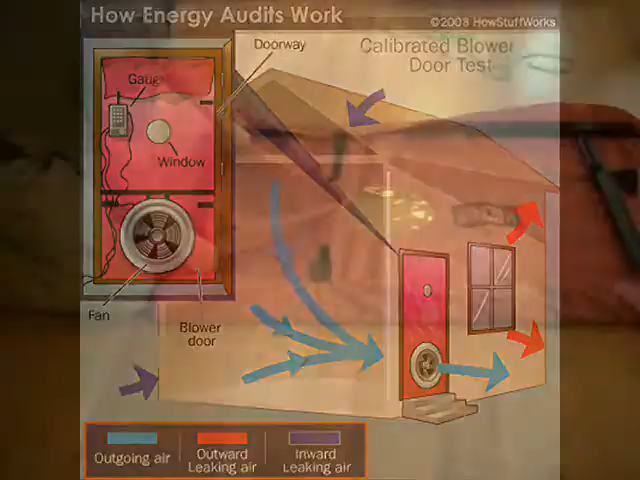 How Energy Audits Work
©2008 HowStuffWorks
Doorway
Calibrated Blower
Door Test
Gauge
Window
Fan
Blower
door
Outgoing air
Outward
Leaking air
Inward
Leaking air